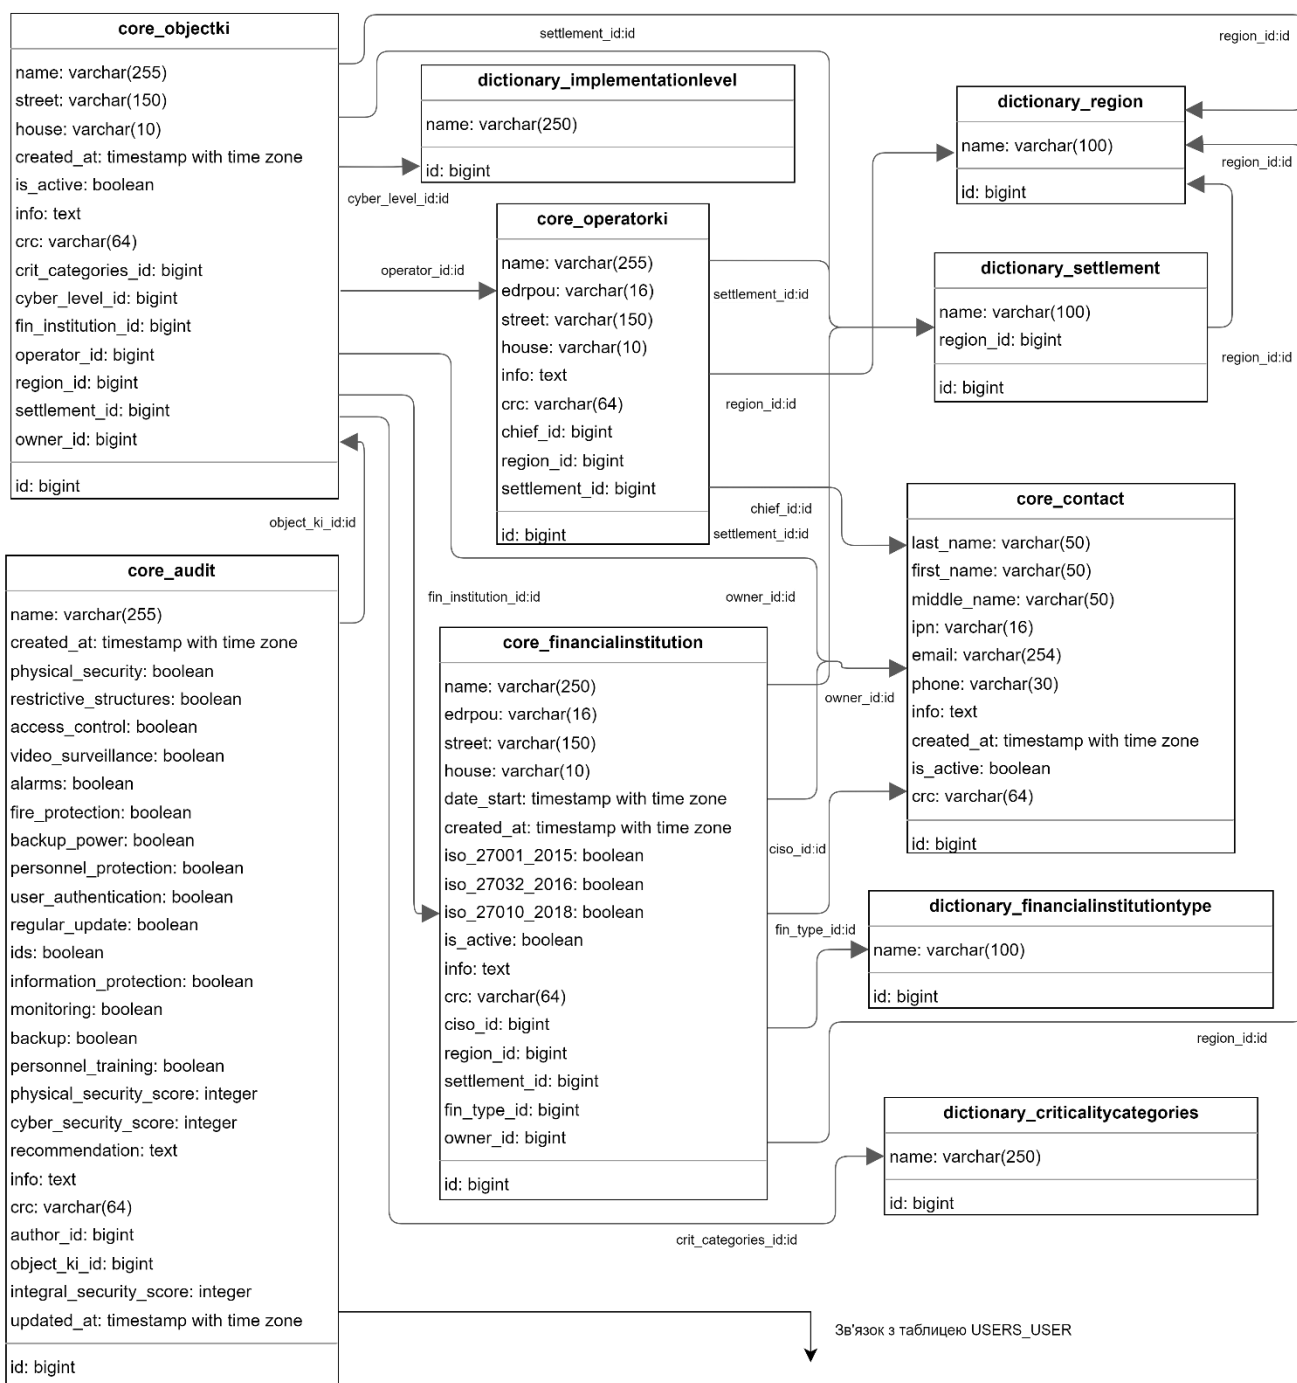 core_objectki
name: varchar(255)
street: varchar(150)
house: varchar(10)
created_at: timestamp with time zone
is_active: boolean
info: text
crc: varchar(64)
crit_categories_id: bigint
cyber_level_id: bigint
fin_institution_id: bigint
operator_id: bigint
region_id: bigint
settlement_id: bigint
owner_id: bigint
id: bigint
settlement_id:id
region_id:id
dictionary_implementationlevel
name: varchar(250)
id: bigint
cyber_level_id:id
dictionary_region
name: varchar(100)
id: bigint
region_id:id
core_operatorki
name: varchar(255)
edrpou: varchar(16)
street: varchar(150)
house: varchar(10)
info: text
crc: varchar(64)
chief_id: bigint
region_id: bigint
settlement_id: bigint
id: bigint
operator_id:id
settlement_id:id
region_id:id
dictionary_settlement
name: varchar(100)
region_id: bigint
id: bigint
region_id:id
chief_id:id
settlement_id:id
object_ki_id:id
core_contact
last_name: varchar(50)
first_name: varchar(50)
middle_name: varchar(50)
ipn: varchar(16)
email: varchar(254)
phone: varchar(30)
info: text
created_at: timestamp with time zone
is_active: boolean
crc: varchar(64)
id: bigint
core_audit
name: varchar(255)
created_at: timestamp with time zone
physical_security: boolean
restrictive_structures: boolean
access_control: boolean
video_surveillance: boolean
alarms: boolean
fire_protection: boolean
backup_power: boolean
personnel_protection: boolean
user_authentication: boolean
regular_update: boolean
ids: boolean
information_protection: boolean
monitoring: boolean
backup: boolean
personnel_training: boolean
physical_security_score: integer
cyber_security_score: integer
recommendation: text
info: text
crc: varchar(64)
author_id: bigint
object_ki_id: bigint
integral_security_score: integer
updated_at: timestamp with time zone
id: bigint
fin_institution_id:id
owner_id:id
core_financialinstitution
name: varchar(250)
edrpou: varchar(16)
street: varchar(150)
house: varchar(10)
date_start: timestamp with time zone
created_at: timestamp with time zone
iso_27001_2015: boolean
iso_27032_2016: boolean
iso_27010_2018: boolean
is_active: boolean
info: text
crc: varchar(64)
ciso_id: bigint
region_id: bigint
settlement_id: bigint
fin_type_id: bigint
owner_id: bigint
id: bigint
owner_id:id
ciso_id:id
fin_type_id:id
dictionary_financialinstitutiontype
name: varchar(100)
id: bigint
region_id:id
dictionary_criticalitycategories
name: varchar(250)
id: bigint
crit_categories_id:id
Зв'язок з таблицею USERS_USER